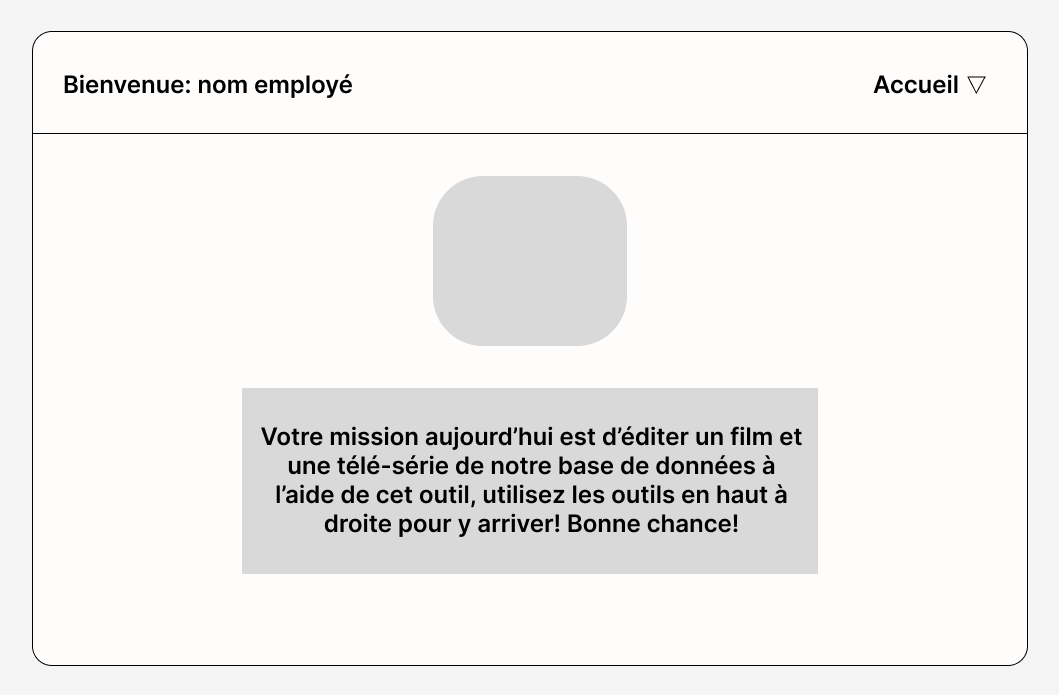 Bienvenue: nom employé
Accueil ▽
Votre mission aujourd’hui est d’éditer un film et
une télé-série de notre base de données à
l’aide de cet outil, utilisez les outils en haut à
droite pour y arriver! Bonne chance!